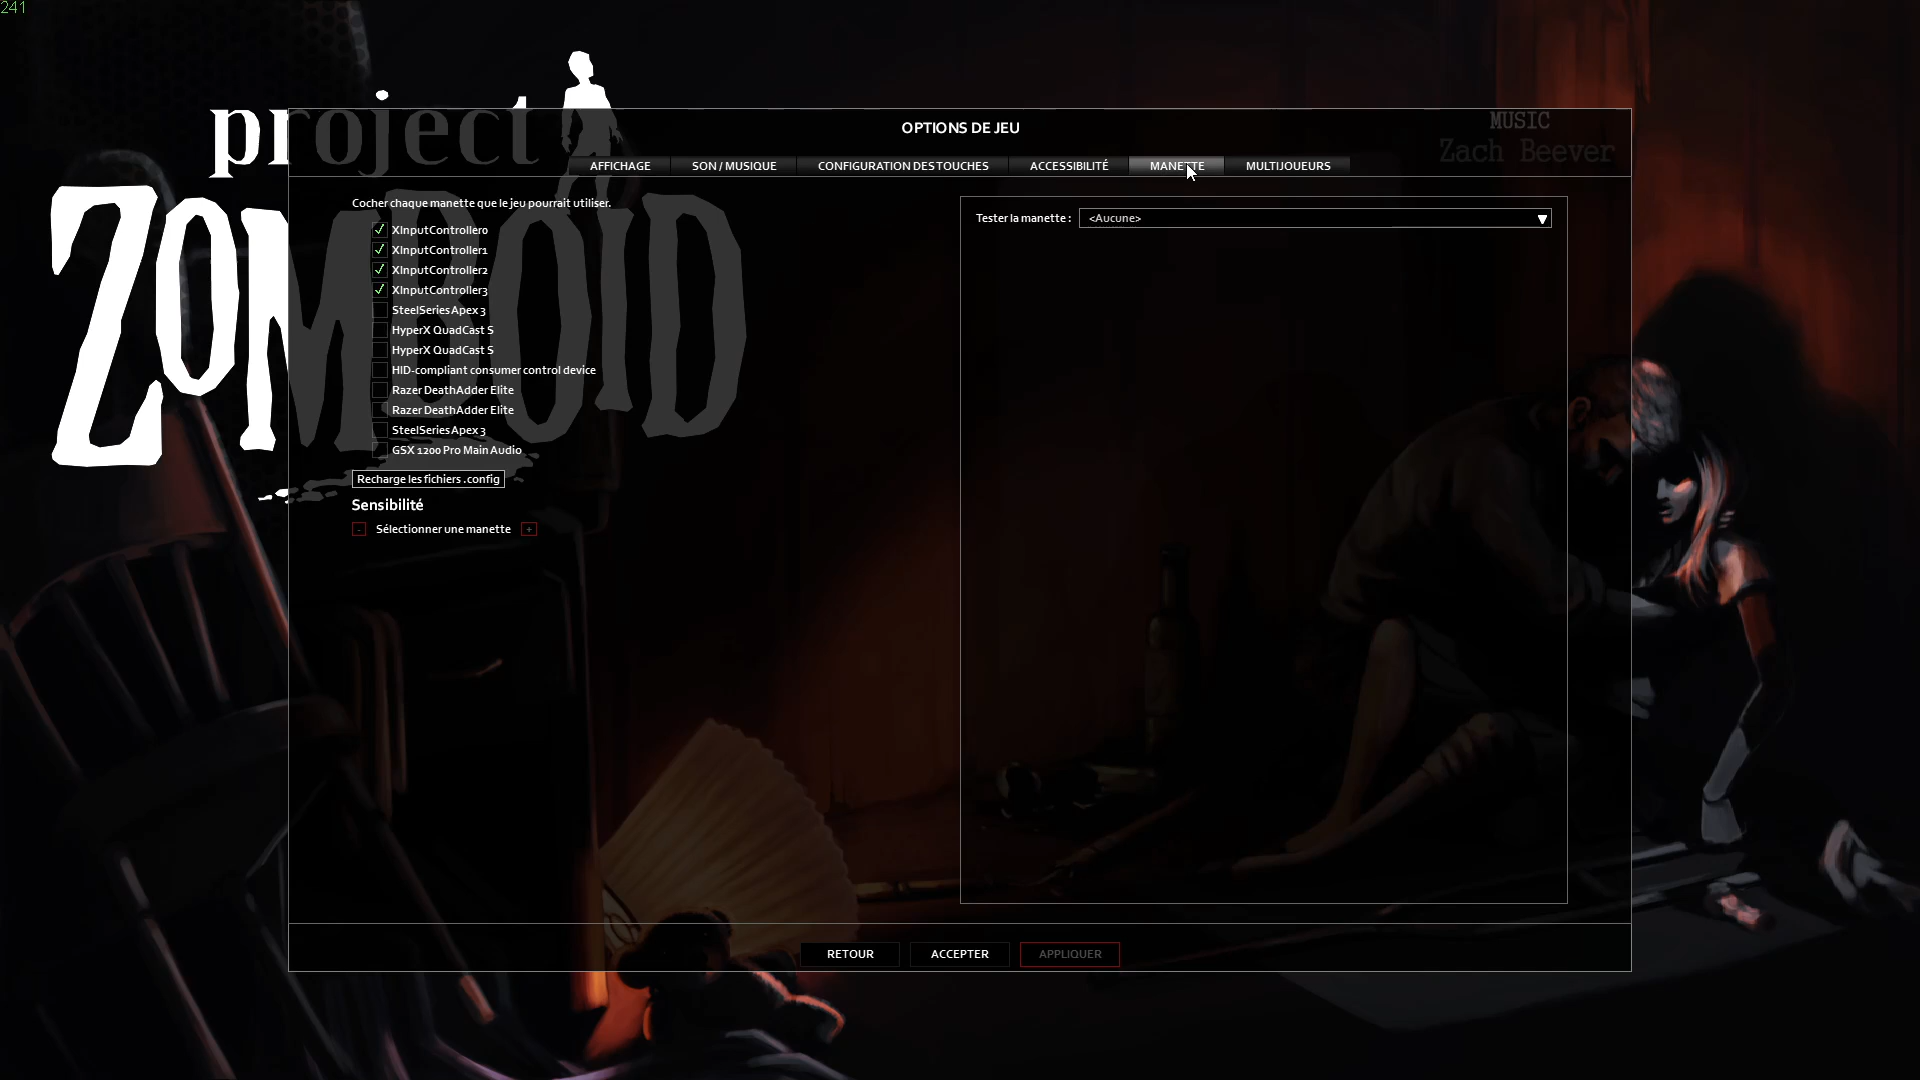 241
project
ZOMBOID
OPTIONS DE JEU
MUSIC
Zach Beever
AFFICHAGE
SON / MUSIQUE
CONFIGURATION DES TOUCHES
ACCESSIBILITÉ
MANETTE
MULTIJOUEURS
Cocher chaque manette que le jeu pourrait utiliser.
XInputController0
XInputController1
XInputController2
XInputController3
SteelSeries Apex 3
HyperX QuadCast S
HyperX QuadCast S
HID-compliant consumer control device
Razer DeathAdder Elite
Razer DeathAdder Elite
SteelSeries Apex 3
GSX 1200 Pro Main Audio
Recharge les fichiers .config
Sensibilité
- Sélectionner une manette +
Tester la manette : <Aucune>
RETOUR
ACCEPTER
APPLIQUER